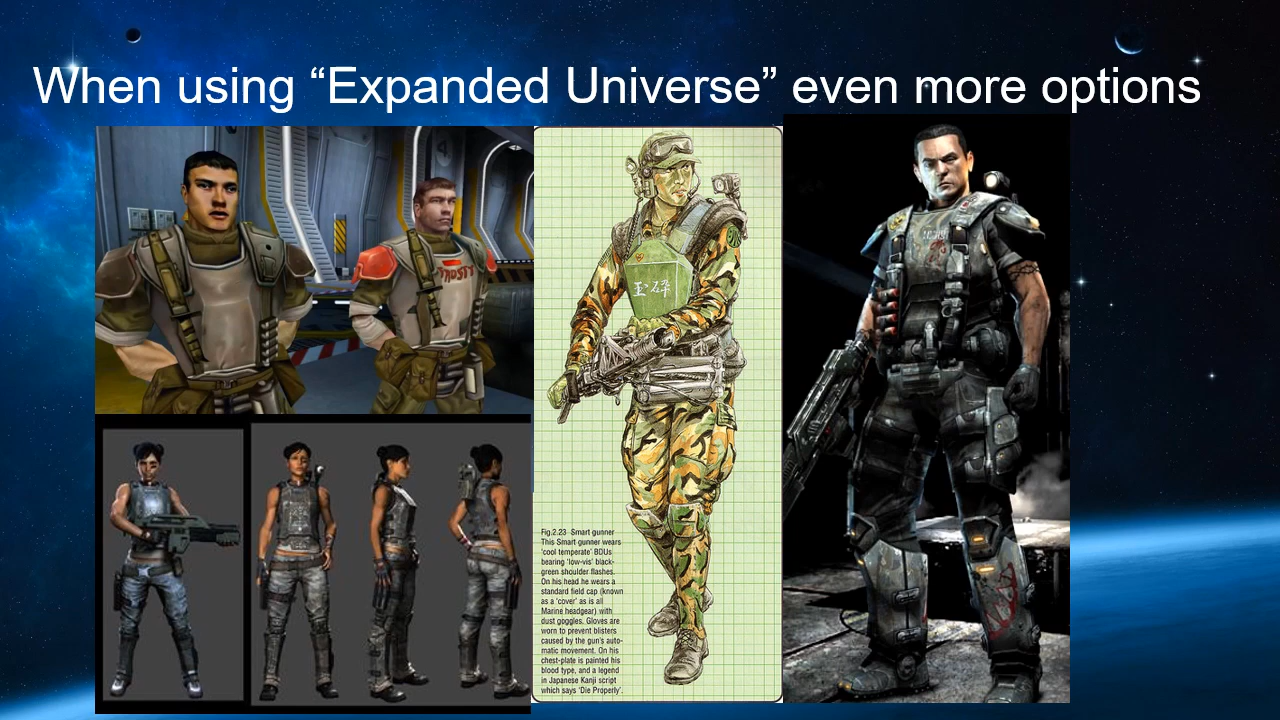 When using “Expanded Universe” even more options
FROSTY
玉砕
Fig.2.23 Smart gunner
This Smart gunner wears
'cool temperate' BDUs
bearing 'low-vis' black-
green shoulder flashes.
On his head he wears a
standard field cap (known
as a 'cover' as is all
Marine headgear) with
dust goggles. Gloves are
worn to prevent blisters
caused by the gun's auto-
matic movement. On his
chest-plate is painted his
blood type, and a legend
in Japanese Kanji script
which says 'Die Properly'.